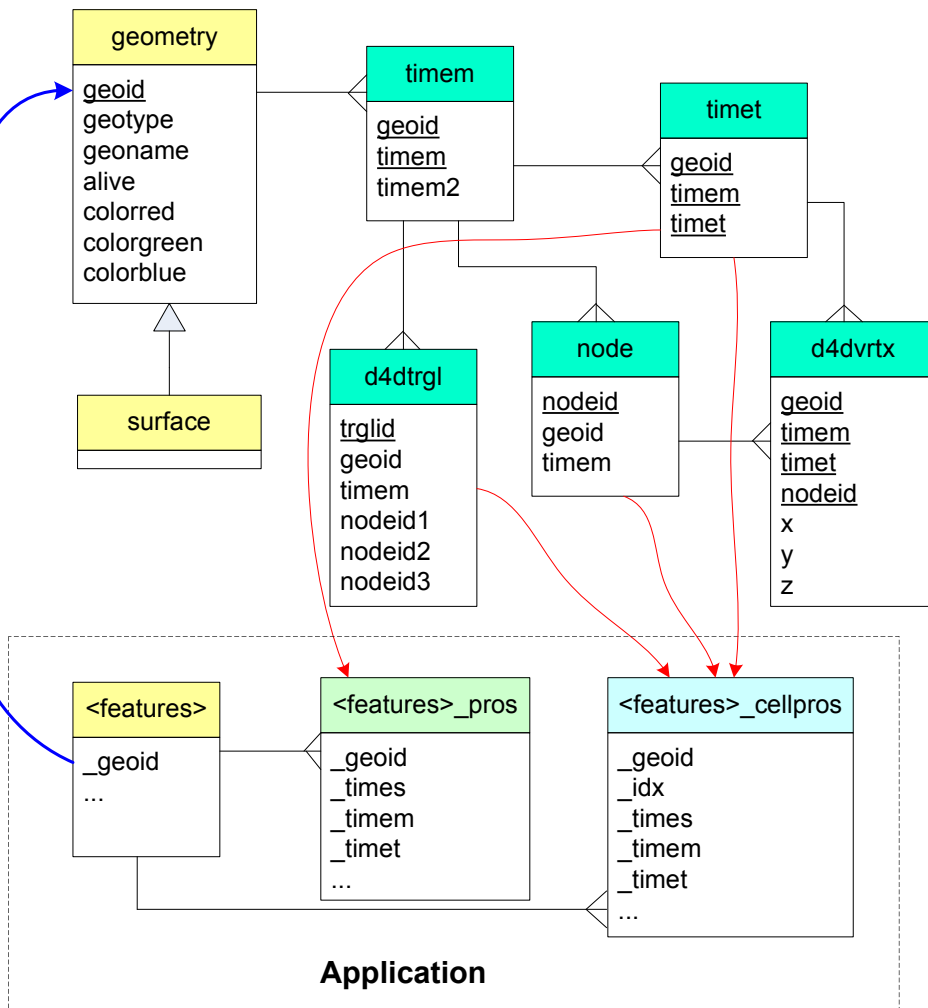 geometry
geoid
geotype
geoname
alive
colorred
colorgreen
colorblue
timem
geoid
timem
timem2
timet
geoid
timem
timet
surface
d4dtrgl
trglid
geoid
timem
nodeid1
nodeid2
nodeid3
node
nodeid
geoid
timem
d4dvrtx
geoid
timem
timet
nodeid
x
y
z
<features>
_geoid
...
<features>_pros
_geoid
_times
_timem
_timet
...
<features>_cellpros
_geoid
_idx
_times
_timem
_timet
...
Application